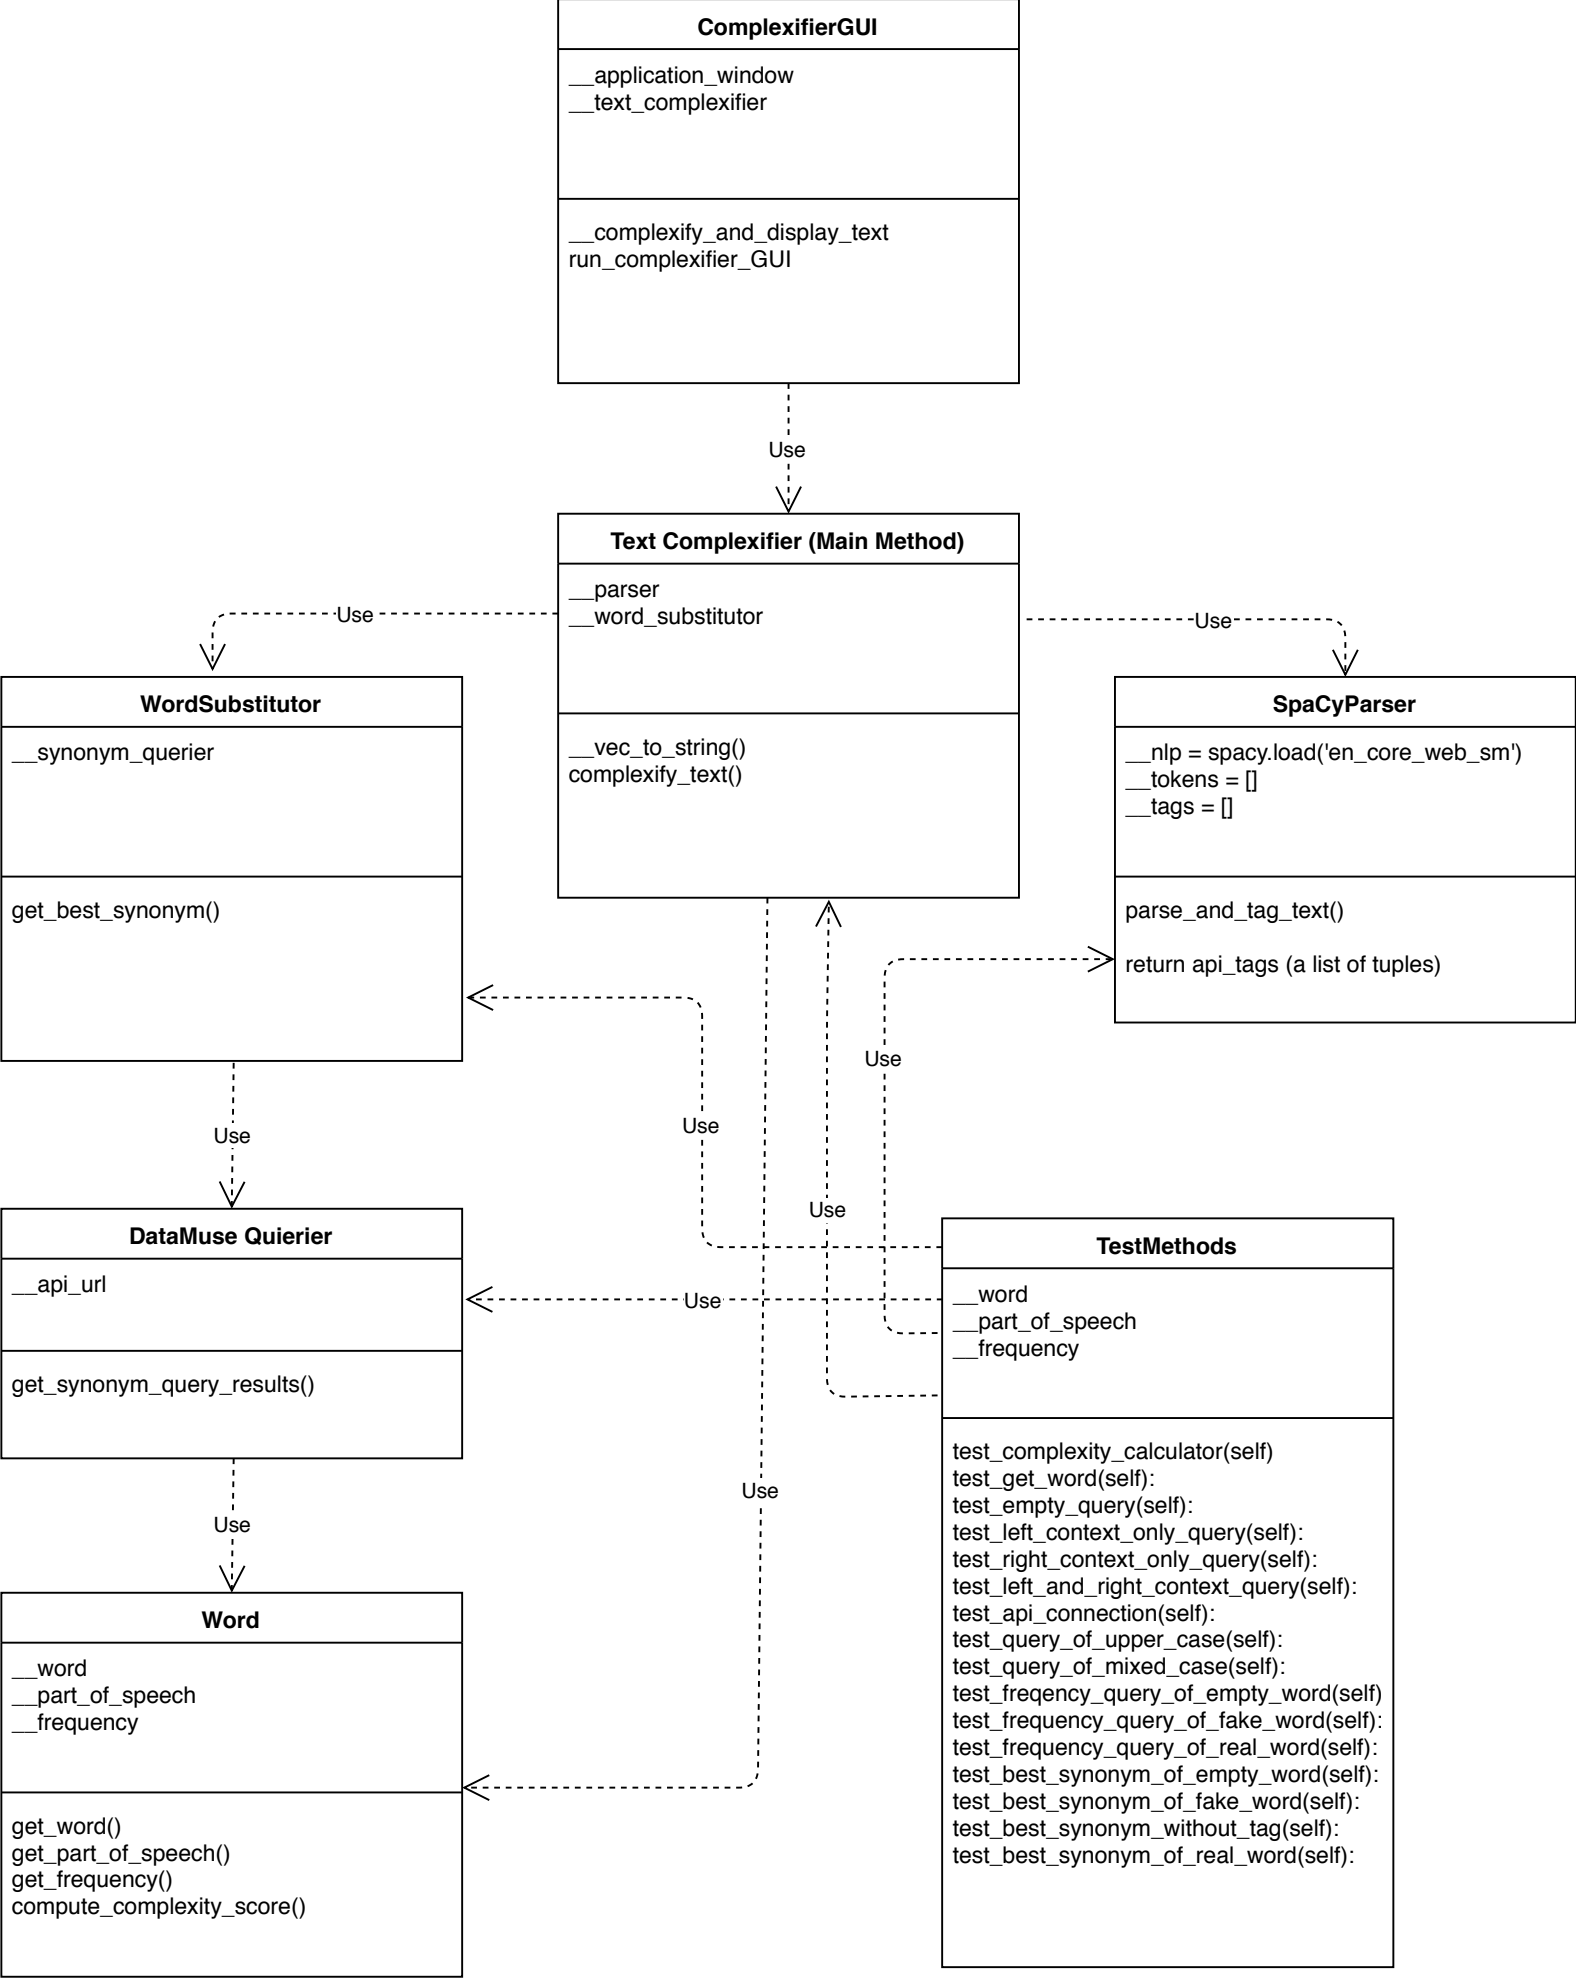 ComplexifierGUI
__application_window
__text_complexifier
__complexify_and_display_text
run_complexifier_GUI
Use
Text Complexifier (Main Method)
__parser
__word_substitutor
__vec_to_string()
complexify_text()
Use
Use
WordSubstitutor
__synonym_querier
get_best_synonym()
SpaCyParser
__nlp = spacy.load('en_core_web_sm')
__tokens = []
__tags = []
parse_and_tag_text()
return api_tags (a list of tuples)
Use
Use
Use
Use
DataMuse Quierier
__api_url
get_synonym_query_results()
Use
Use
Use
TestMethods
__word
__part_of_speech
__frequency
test_complexity_calculator(self)
test_get_word(self):
test_empty_query(self):
test_left_context_only_query(self):
test_right_context_only_query(self):
test_left_and_right_context_query(self):
test_api_connection(self):
test_query_of_upper_case(self):
test_query_of_mixed_case(self):
test_freqency_query_of_empty_word(self)
test_frequency_query_of_fake_word(self):
test_frequency_query_of_real_word(self):
test_best_synonym_of_empty_word(self):
test_best_synonym_of_fake_word(self):
test_best_synonym_without_tag(self):
test_best_synonym_of_real_word(self):
Word
__word
__part_of_speech
__frequency
get_word()
get_part_of_speech()
get_frequency()
compute_complexity_score()